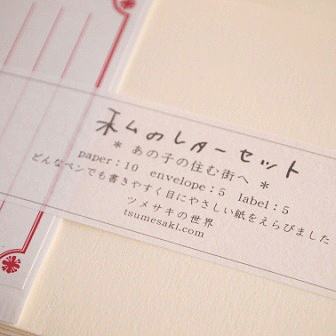 私のレターセット
* あの子の住む街へ *
paper:10 envelope:5 label:5
どんなペンでも書きやすく目にやさしい紙をえらびました
ツメサキの世界
tsumesaki.com